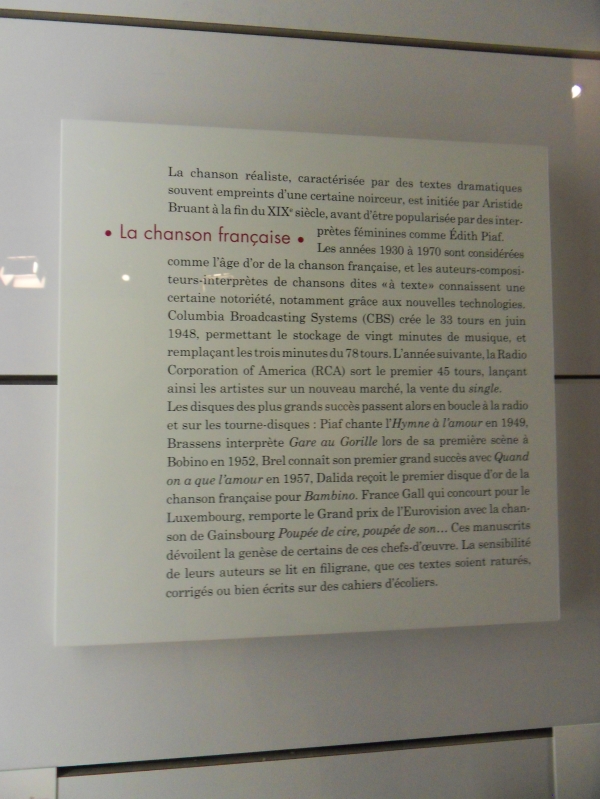 La chanson réaliste, caractérisée par des textes dramatiques
souvent empreints d'une certaine noirceur, est initiée par Aristide
Bruant à la fin du XIXe siècle, avant d'être popularisée par des inter-
• La chanson française •
prètes féminines comme Édith Piaf.
Les années 1930 à 1970 sont considérées
comme l'âge d'or de la chanson française, et les auteurs-composi-
teurs-interprètes de chansons dites «à texte» connaissent une
certaine notoriété, notamment grâce aux nouvelles technologies.
Columbia Broadcasting Systems (CBS) crée le 33 tours en juin
1948, permettant le stockage de vingt minutes de musique, et
remplaçant les trois minutes du 78 tours. L'année suivante, la Radio
Corporation of America (RCA) sort le premier 45 tours, lançant
ainsi les artistes sur un nouveau marché, la vente du single.
Les disques des plus grands succès passent alors en boucle à la radio
et sur les tourne-disques : Piaf chante l'Hymne à l'amour en 1949,
Brassens interprète Gare au Gorille lors de sa première scène à
Bobino en 1952, Brel connaît son premier grand succès avec Quand
on a que l'amour en 1957, Dalida reçoit le premier disque d'or de la
chanson française pour Bambino. France Gall qui concourt pour le
Luxembourg, remporte le Grand prix de l'Eurovision avec la chan-
son de Gainsbourg Poupée de cire, poupée de son... Ces manuscrits
dévoilent la genèse de certains de ces chefs-d'œuvre. La sensibilité
de leurs auteurs se lit en filigrane, que ces textes soient raturés,
corrigés ou bien écrits sur des cahiers d'écoliers.